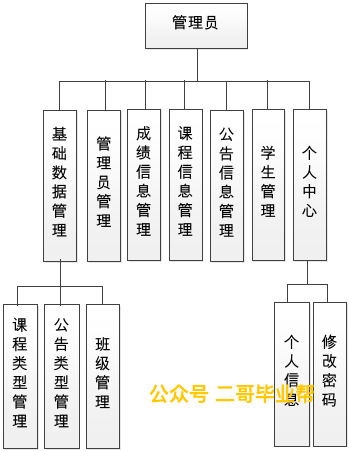 管理员
基础数据管理
管理员管理
成绩信息管理
课程信息管理
公告信息管理
学生管理
个人中心
课程类型管理
公告类型管理
班级管理
个人信息
修改密码
公众号 二哥毕业帮